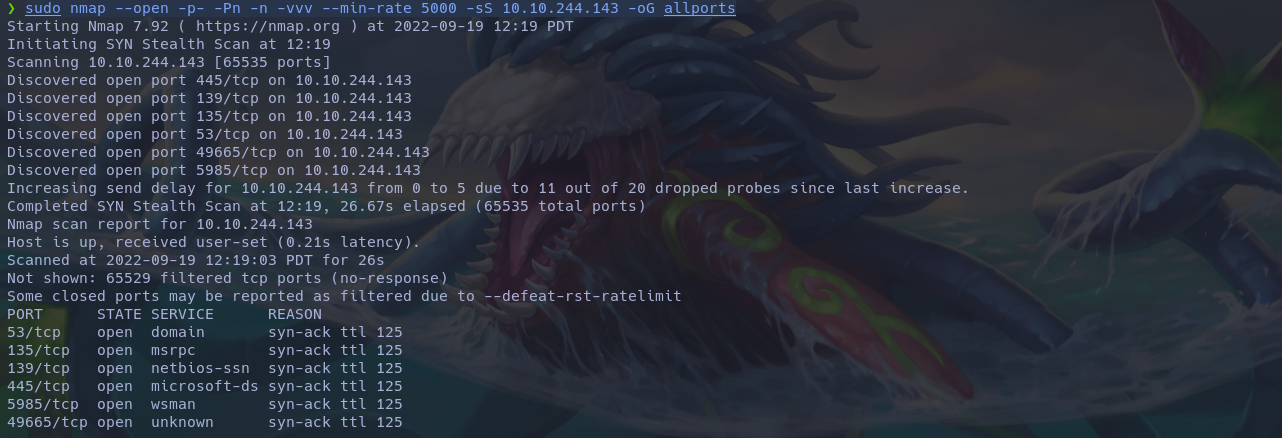 ❯ sudo nmap --open -p- -Pn -n -vvv --min-rate 5000 -sS 10.10.244.143 -oG allports
Starting Nmap 7.92 ( https://nmap.org ) at 2022-09-19 12:19 PDT
Initiating SYN Stealth Scan at 12:19
Scanning 10.10.244.143 [65535 ports]
Discovered open port 445/tcp on 10.10.244.143
Discovered open port 139/tcp on 10.10.244.143
Discovered open port 135/tcp on 10.10.244.143
Discovered open port 53/tcp on 10.10.244.143
Discovered open port 49665/tcp on 10.10.244.143
Discovered open port 5985/tcp on 10.10.244.143
Increasing send delay for 10.10.244.143 from 0 to 5 due to 11 out of 20 dropped probes since last increase.
Completed SYN Stealth Scan at 12:19, 26.67s elapsed (65535 total ports)
Nmap scan report for 10.10.244.143
Host is up, received user-set (0.21s latency).
Scanned at 2022-09-19 12:19:03 PDT for 26s
Not shown: 65529 filtered tcp ports (no-response)
Some closed ports may be reported as filtered due to --defeat-rst-ratelimit
PORT      STATE SERVICE      REASON
53/tcp    open  domain       syn-ack ttl 125
135/tcp   open  msrpc        syn-ack ttl 125
139/tcp   open  netbios-ssn  syn-ack ttl 125
445/tcp   open  microsoft-ds syn-ack ttl 125
5985/tcp  open  wsman        syn-ack ttl 125
49665/tcp open  unknown      syn-ack ttl 125